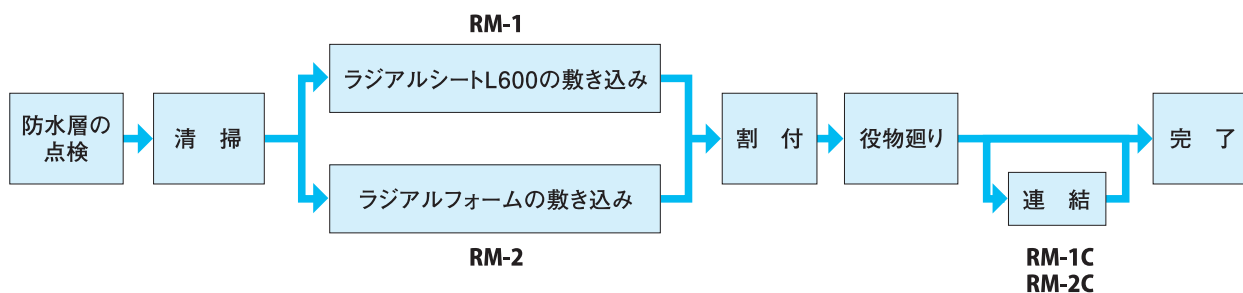 RM-1
ラジアルシートL600の敷き込み
防水層の
点検
清　掃
割　付
役物廻り
完　了
ラジアルフォームの敷き込み
連　結
RM-2
RM-1C
RM-2C